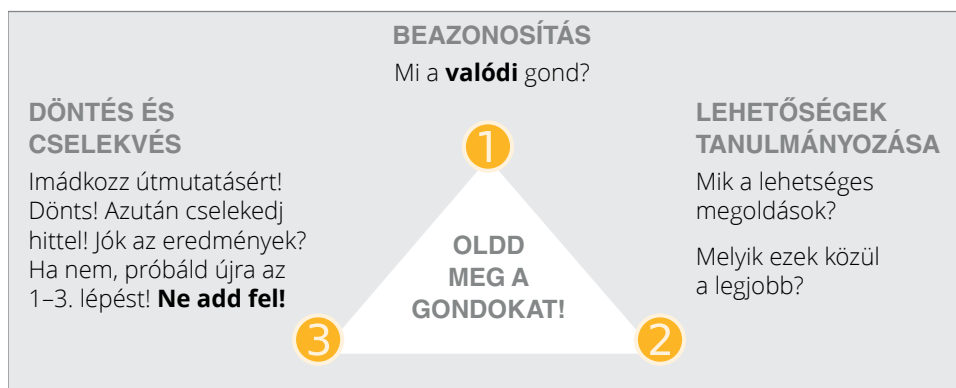 BEAZONOSÍTÁS
Mi a valódi gond?
1
LEHETŐSÉGEK
TANULMÁNYOZÁSA
Mik a lehetséges
megoldások?
Melyik ezek közül
a legjobb?
2
DÖNTÉS ÉS
CSELEKVÉS
Imádkozz útmutatásért!
Dönts! Azután cselekedj
hittel! Jók az eredmények?
Ha nem, próbáld újra az
1–3. lépést! Ne add fel!
3
OLDD
MEG A
GONDOKAT!